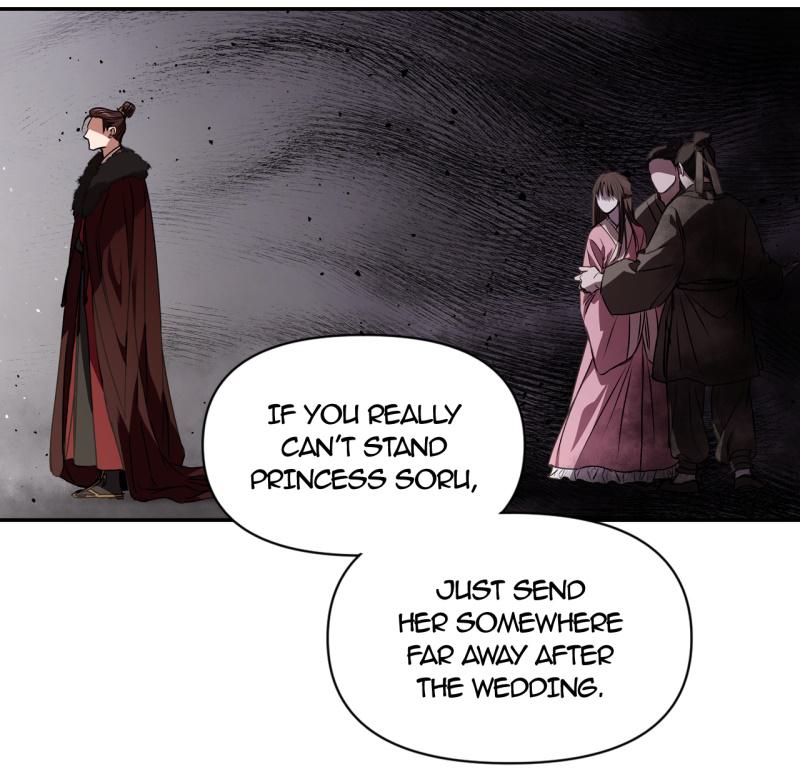 IF YOU REALLY
CAN'T STAND
PRINCESS SORU,
JUST SEND
HER SOMEWHERE
FAR AWAY AFTER
THE WEDDING.